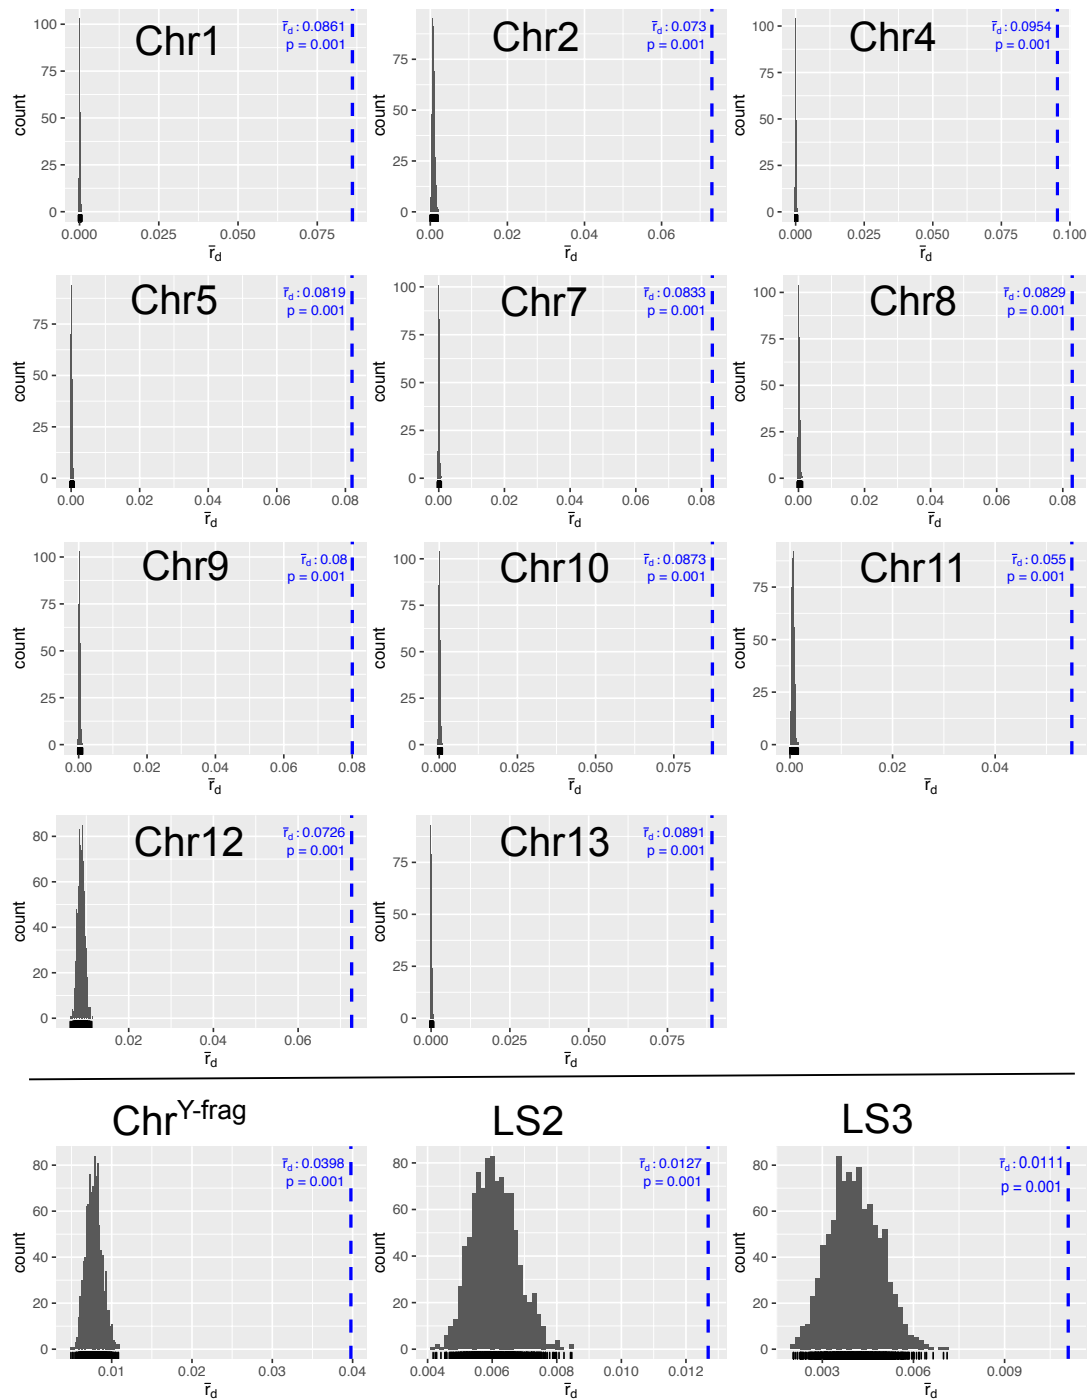 Chr1
r̄d : 0.0861
p = 0.001
100
75
50
25
0
count
0.000 0.025 0.050 0.075
r̄d
Chr2
r̄d : 0.073
p = 0.001
75
50
25
0
count
0.00 0.02 0.04 0.06
r̄d
Chr4
r̄d : 0.0954
p = 0.001
100
75
50
25
0
count
0.000 0.025 0.050 0.075 0.100
r̄d
Chr5
r̄d : 0.0819
p = 0.001
75
50
25
0
count
0.00 0.02 0.04 0.06 0.08
r̄d
Chr7
r̄d : 0.0833
p = 0.001
100
75
50
25
0
count
0.00 0.02 0.04 0.06 0.08
r̄d
Chr8
r̄d : 0.0829
p = 0.001
100
75
50
25
0
count
0.00 0.02 0.04 0.06 0.08
r̄d
Chr9
r̄d : 0.08
p = 0.001
100
75
50
25
0
count
0.00 0.02 0.04 0.06 0.08
r̄d
Chr10
r̄d : 0.0873
p = 0.001
100
75
50
25
0
count
0.000 0.025 0.050 0.075
r̄d
Chr11
r̄d : 0.055
p = 0.001
75
50
25
0
count
0.00 0.02 0.04
r̄d
Chr12
r̄d : 0.0726
p = 0.001
80
60
40
20
0
count
0.02 0.04 0.06
r̄d
Chr13
r̄d : 0.0891
p = 0.001
75
50
25
0
count
0.000 0.025 0.050 0.075
r̄d
Chr Y-frag
r̄d : 0.0398
p = 0.001
80
60
40
20
0
count
0.01 0.02 0.03 0.04
r̄d
LS2
r̄d : 0.0127
p = 0.001
80
60
40
20
0
count
0.004 0.006 0.008 0.010 0.012
r̄d
LS3
r̄d : 0.0111
p = 0.001
80
60
40
20
0
count
0.003 0.006 0.009
r̄d